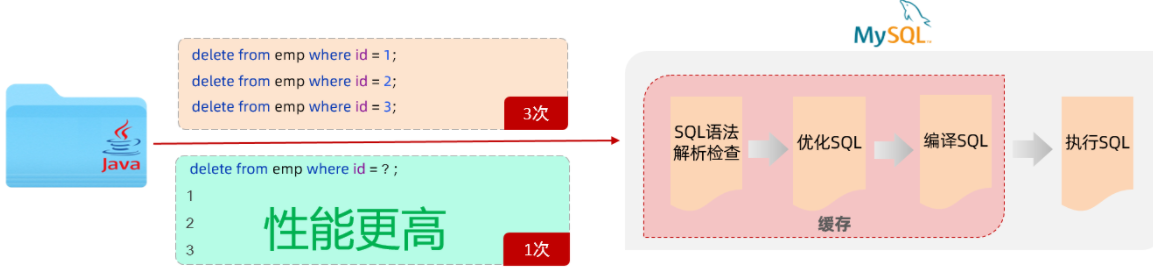 MySQL
delete from emp where id = 1;
delete from emp where id = 2;
delete from emp where id = 3;
3次
Java
delete from emp where id = ? ;
1
2
3
性能更高
1次
SQL语法
解析检查
优化SQL
编译SQL
执行SQL
缓存